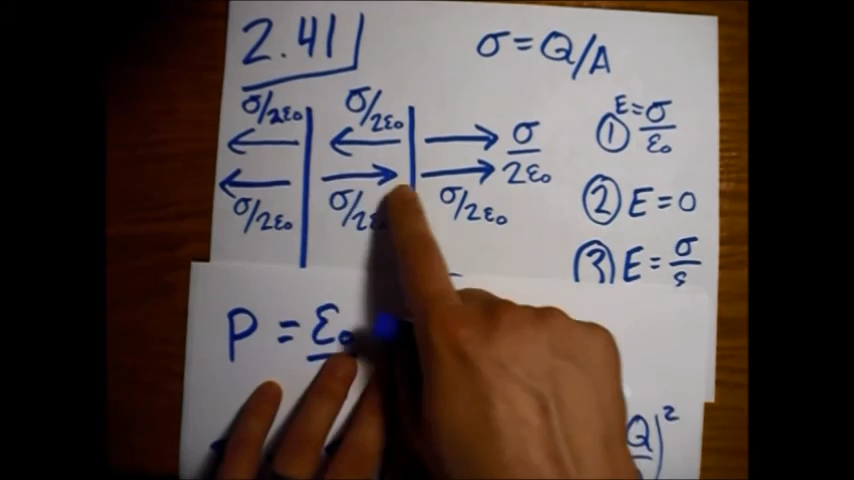 2.41
σ = Q/A
σ/2ε₀ σ/2ε₀ σ/2ε₀
σ/2ε₀ σ/2ε₀ σ/2ε₀
① E = σ/ε₀
② E = 0
③ E = σ/ε
P = ε₀
Q)²